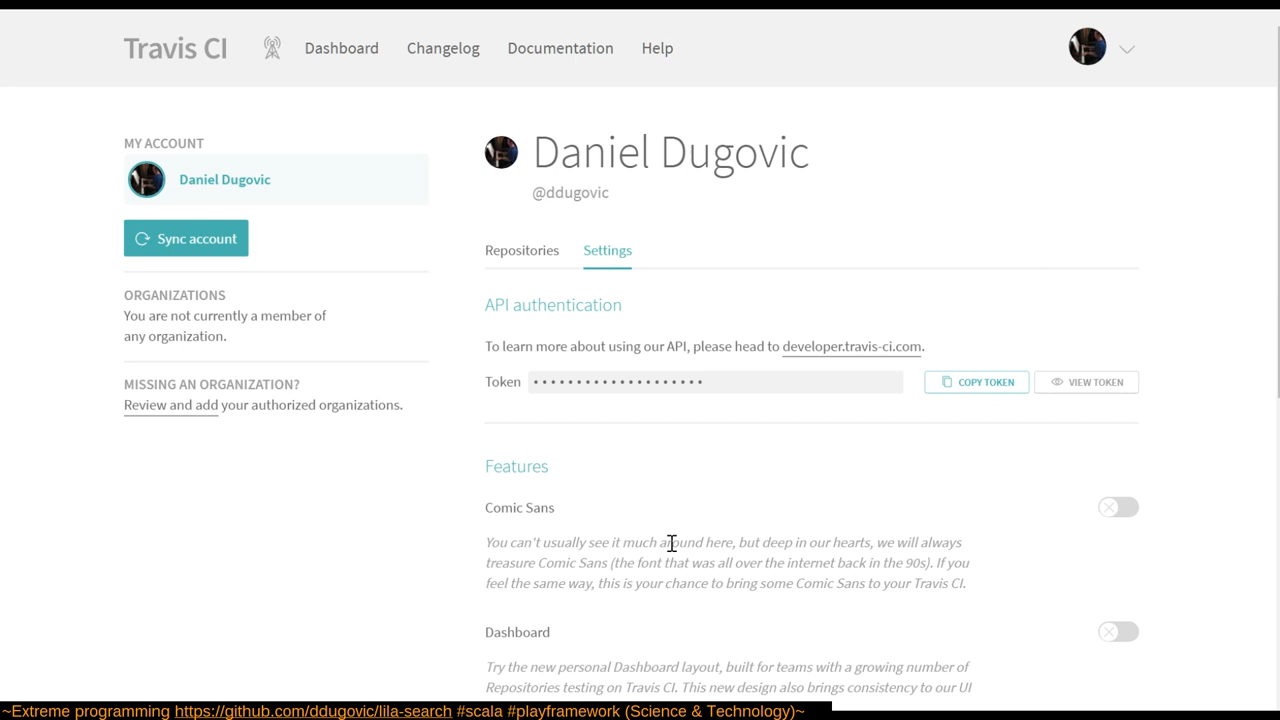 Travis CI
Dashboard
Changelog
Documentation
Help
MY ACCOUNT
Daniel Dugovic
Sync account
ORGANIZATIONS
You are not currently a member of
any organization.
MISSING AN ORGANIZATION?
Review and add your authorized organizations.
Daniel Dugovic
@ddugovic
Repositories
Settings
API authentication
To learn more about using our API, please head to developer.travis-ci.com.
Token
COPY TOKEN
VIEW TOKEN
Features
Comic Sans
You can't usually see it much around here, but deep in our hearts, we will always
treasure Comic Sans (the font that was all over the internet back in the 90s). If you
feel the same way, this is your chance to bring some Comic Sans to your Travis CI.
Dashboard
Try the new personal Dashboard layout, built for teams with a growing number of
Repositories testing on Travis CI. This new design also brings consistency to our UI
~Extreme programming https://github.com/ddugovic/lila-search #scala #playframework (Science & Technology)~